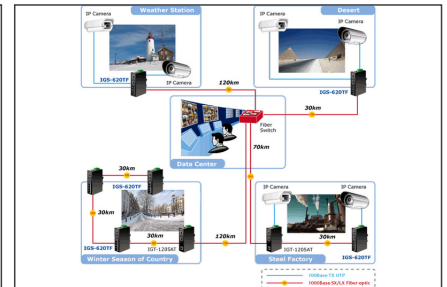 Weather Station
Desert
IP Camera
IP Camera
IGS-620TF
IP Camera
IGS-620TF
120km
30km
Fiber
Switch
70km
Data Center
30km
IGS-620TF
30km
IGS-620TF
IGT-1205AT
120km
Winter Season of Country
IP Camera
IP Camera
30km
IGT-1205AT
IGS-620TF
Steel Factory
100Base TX UTP
1000Base SX/LX Fiber optic